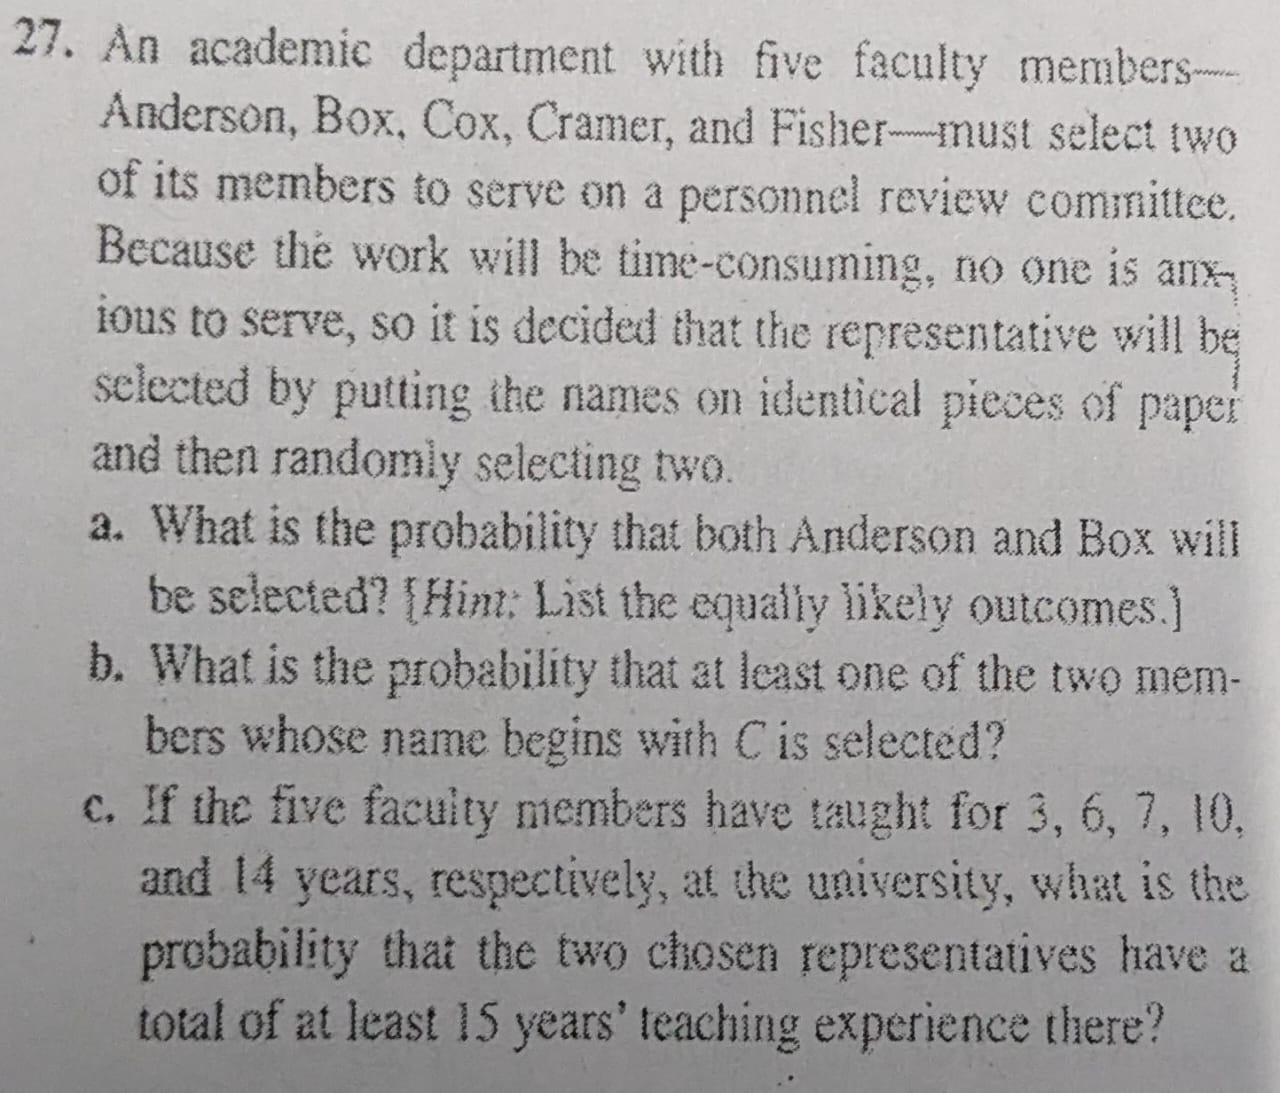 27. An academic department with five faculty members—
Anderson, Box, Cox, Cramer, and Fisher—must select two
of its members to serve on a personnel review committee.
Because the work will be time-consuming, no one is anx-
ious to serve, so it is decided that the representative will be
selected by putting the names on identical pieces of paper
and then randomly selecting two.
a. What is the probability that both Anderson and Box will
be selected? [Hint: List the equally likely outcomes.]
b. What is the probability that at least one of the two mem-
bers whose name begins with C is selected?
c. If the five faculty members have taught for 3, 6, 7, 10,
and 14 years, respectively, at the university, what is the
probability that the two chosen representatives have a
total of at least 15 years' teaching experience there?